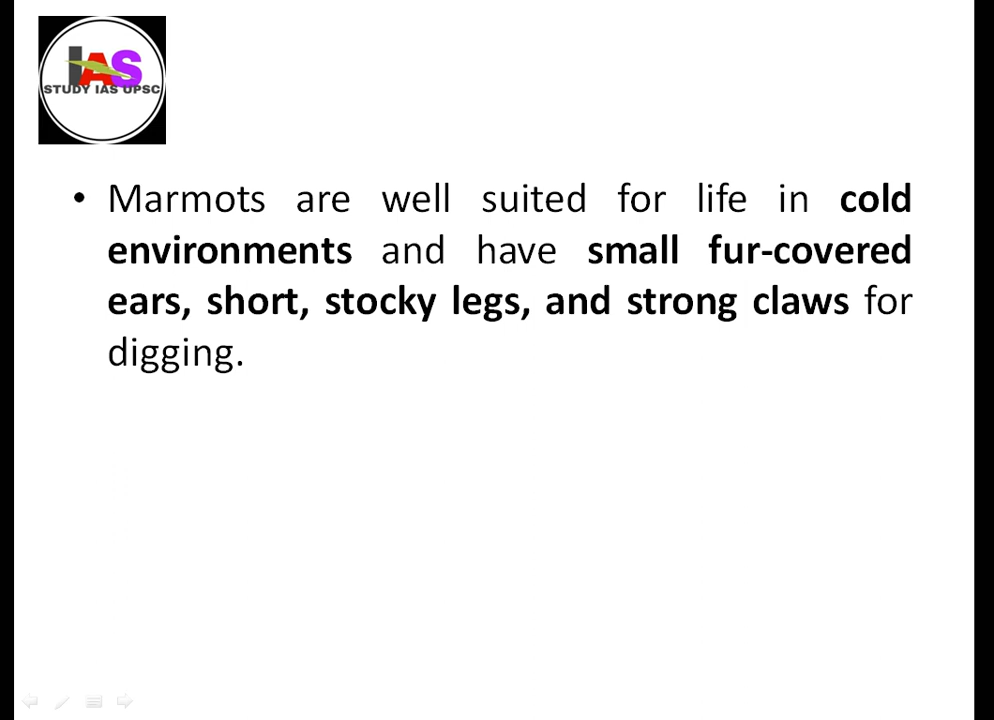 IAS
STUDY IAS UPSC
• Marmots are well suited for life in cold
environments and have small fur-covered
ears, short, stocky legs, and strong claws for
digging.